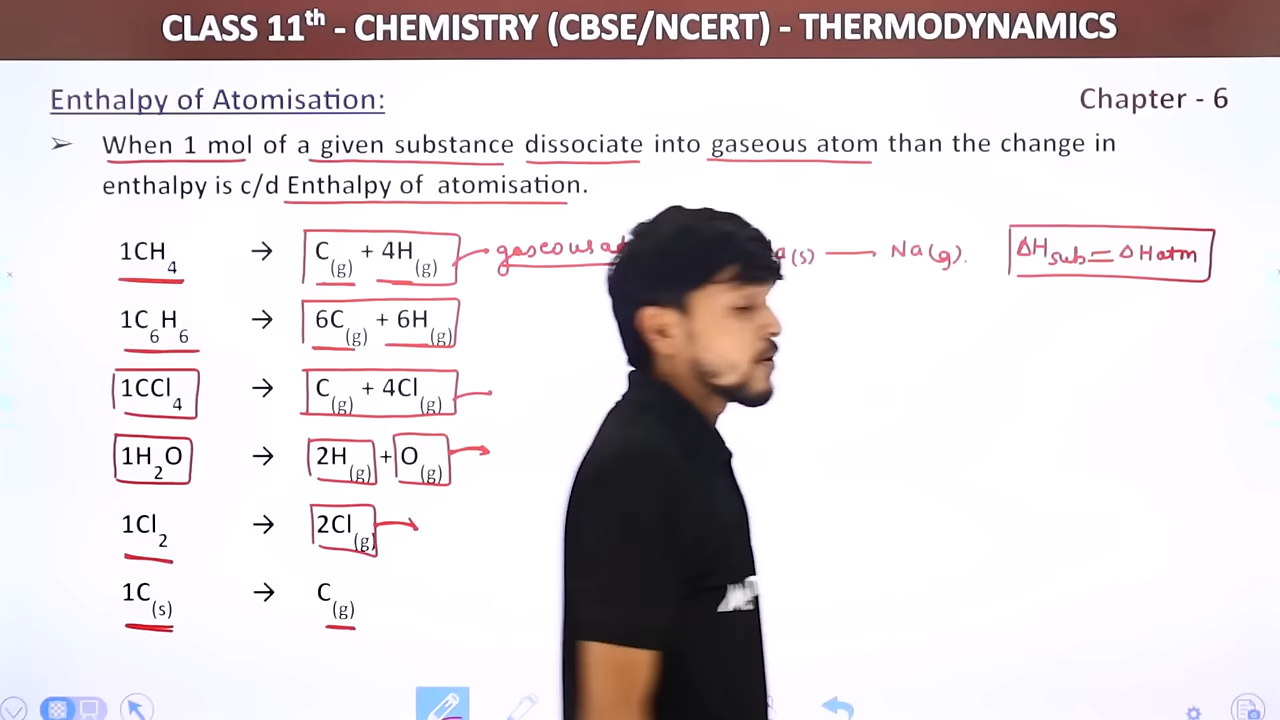 CLASS 11th - CHEMISTRY (CBSE/NCERT) - THERMODYNAMICS
Enthalpy of Atomisation: Chapter - 6
➢ When 1 mol of a given substance dissociate into gaseous atom than the change in
enthalpy is c/d Enthalpy of atomisation.
1CH4 → C(g) + 4H(g) gaseous (s) — Na(g). ΔHsub = ΔHatm
1C6H6 → 6C(g) + 6H(g)
1CCl4 → C(g) + 4Cl(g)
1H2O → 2H(g) + O(g)
1Cl2 → 2Cl(g)
1C(s) → C(g)